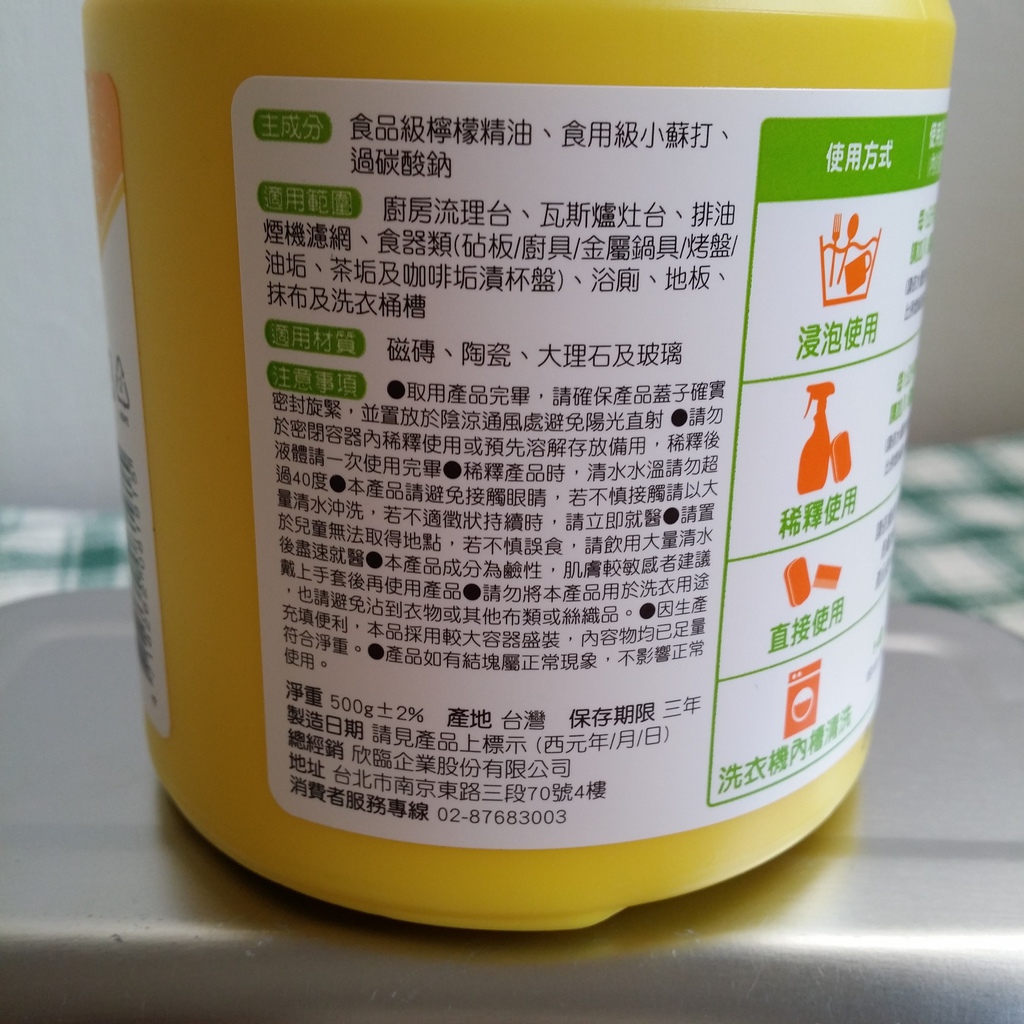 主成分 食品級檸檬精油、食用級小蘇打、
過碳酸鈉
適用範圍 廚房流理台、瓦斯爐灶台、排油
煙機濾網、食器類(砧板/廚具/金屬鍋具/烤盤/
油垢、茶垢及咖啡垢漬杯盤)、浴廁、地板、
抹布及洗衣桶槽
適用材質 磁磚、陶瓷、大理石及玻璃
注意事項 ●取用產品完畢，請確保產品蓋子確實
密封旋緊，並置放於陰涼通風處避免陽光直射 ●請勿
於密閉容器內稀釋使用或預先溶解存放備用，稀釋後
液體請一次使用完畢●稀釋產品時，清水水溫請勿超
過40度●本產品請避免接觸眼睛，若不慎接觸請以大
量清水沖洗，若不適徵狀持續時，請立即就醫●請置
於兒童無法取得地點，若不慎誤食，請飲用大量清水
後盡速就醫●本產品成分為鹼性，肌膚較敏感者建議
戴上手套後再使用產品●請勿將本產品用於洗衣用途
，也請避免沾到衣物或其他布類或絲織品。●因生產
充填便利，本品採用較大容器盛裝，內容物均已足量
符合淨重。●產品如有結塊屬正常現象，不影響正常
使用。
淨重 500g±2% 產地 台灣 保存期限 三年
製造日期 請見產品上標示 (西元年/月/日)
總經銷 欣臨企業股份有限公司
地址 台北市南京東路三段70號4樓
消費者服務專線 02-87683003
使用方式
浸泡使用
稀釋使用
直接使用
洗衣機內槽清洗